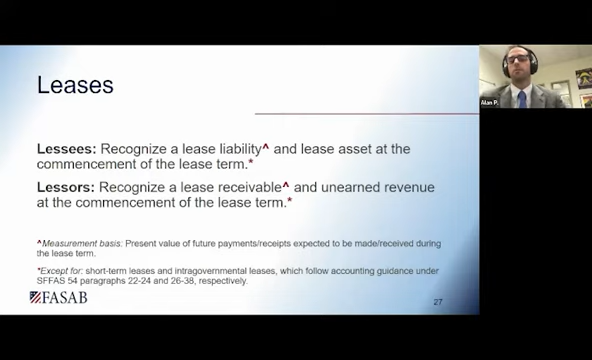 Leases
Lessees: Recognize a lease liability^ and lease asset at the
commencement of the lease term.*
Lessors: Recognize a lease receivable^ and unearned revenue
at the commencement of the lease term.*
^Measurement basis: Present value of future payments/receipts expected to be made/received during
the lease term.
*Except for: short-term leases and intragovernmental leases, which follow accounting guidance under
SFFAS 54 paragraphs 22-24 and 26-38, respectively.
FASAB
27
Alan P.